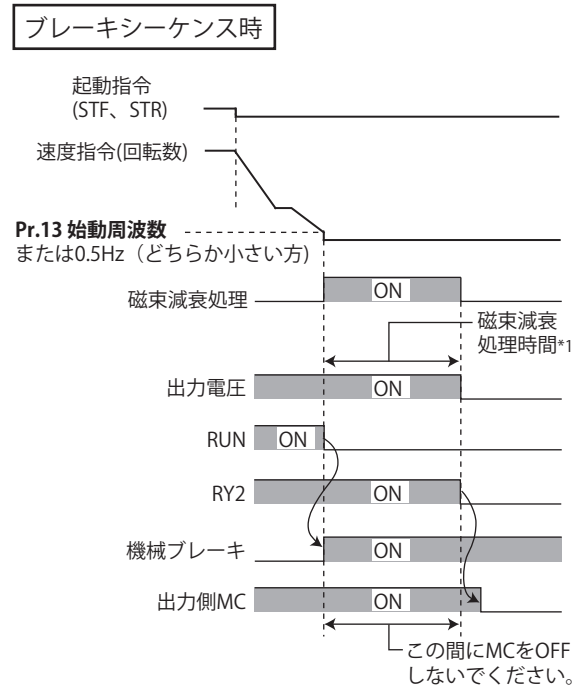 ブレーキシーケンス時
起動指令
(STF、STR)
速度指令(回転数)
Pr.13 始動周波数
または0.5Hz（どちらか小さい方)
磁束減衰処理
ON
磁束減衰
処理時間*1
出力電圧
ON
RUN
ON
RY2
ON
機械ブレーキ
ON
出力側MC
ON
この間にMCをOFF
しないでください。